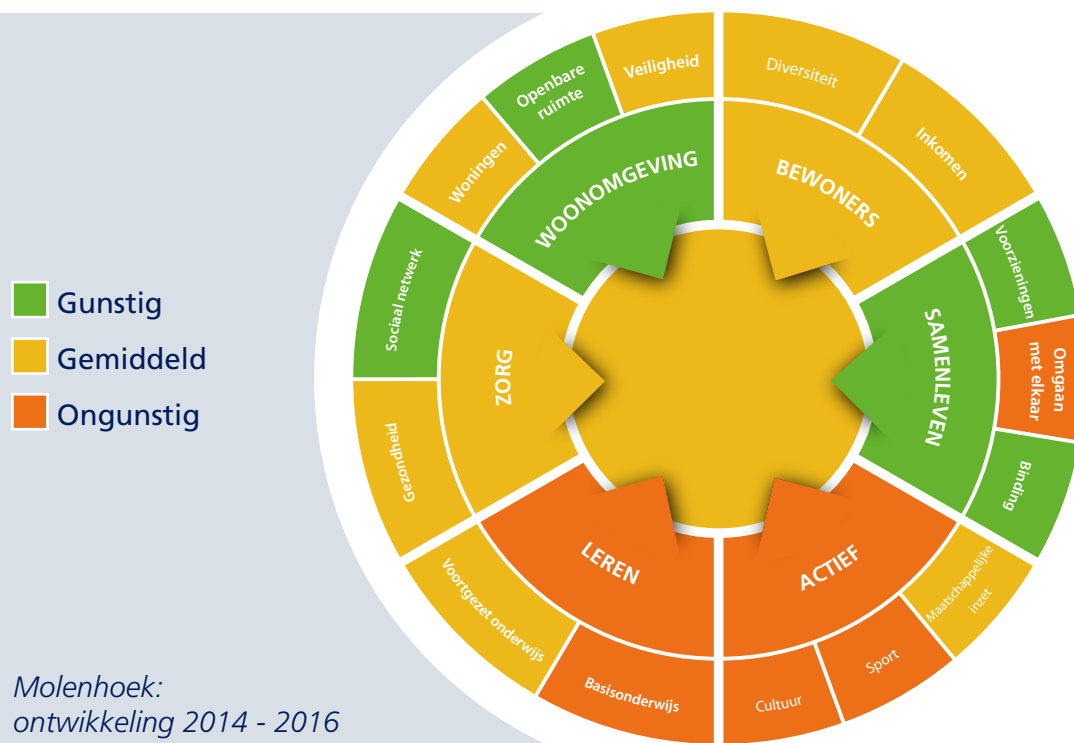 Veiligheid
Openbare
ruimte
Woningen
WOONOMGEVING
Diversiteit
Inkomen
BEWONERS
Voorzieningen
Omgaan
met elkaar
Binding
SAMENLEVEN
Sociaal netwerk
Gezondheid
ZORG
Gunstig
Gemiddeld
Ongunstig
LEREN
Voortgezet onderwijs
Basisonderwijs
ACTIEF
Maatschappelijke
inzet
Sport
Cultuur
Molenhoek:
ontwikkeling 2014 - 2016